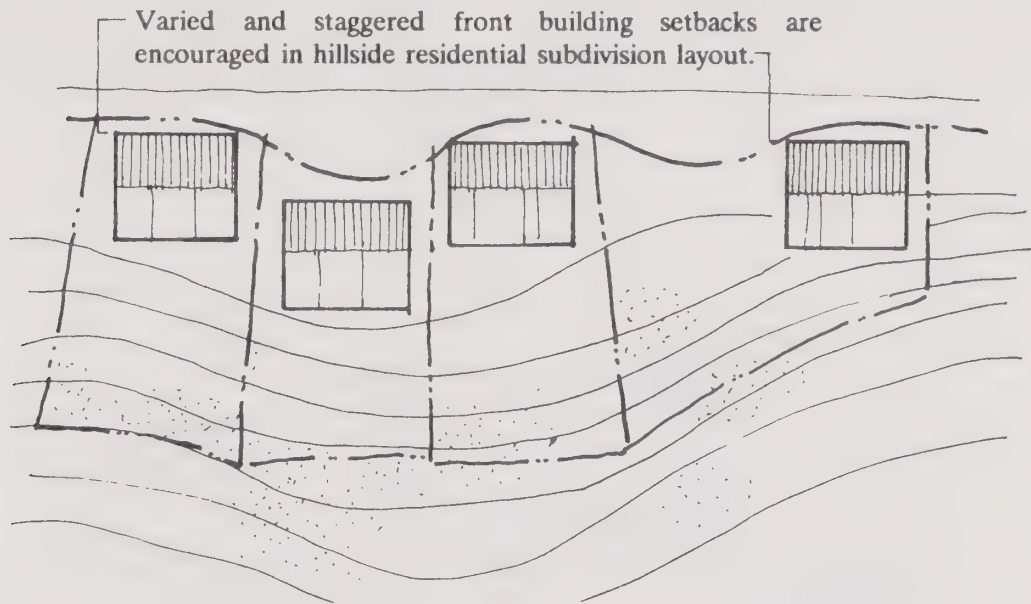 Varied and staggered front building setbacks are
encouraged in hillside residential subdivision layout.